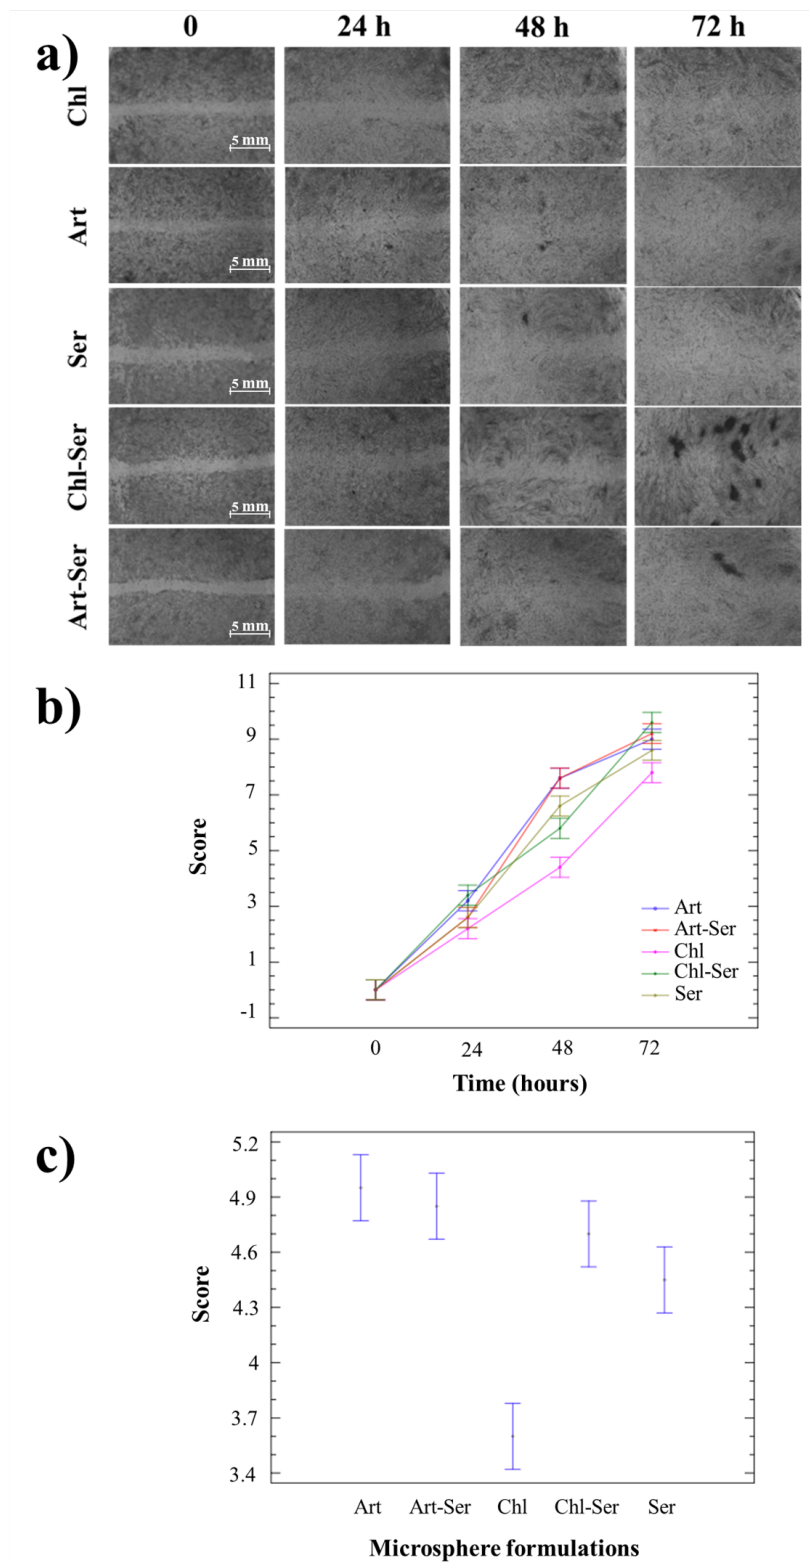 a)
0 24 h 48 h 72 h
Chl
5 mm
Art
5 mm
Ser
5 mm
Chl-Ser
5 mm
Art-Ser
5 mm
b)
11
9
7
5
3
1
-1
Score
Art
Art-Ser
Chl
Chl-Ser
Ser
0 24 48 72
Time (hours)
c)
5.2
4.9
4.6
4.3
4
3.7
3.4
Score
Art Art-Ser Chl Chl-Ser Ser
Microsphere formulations